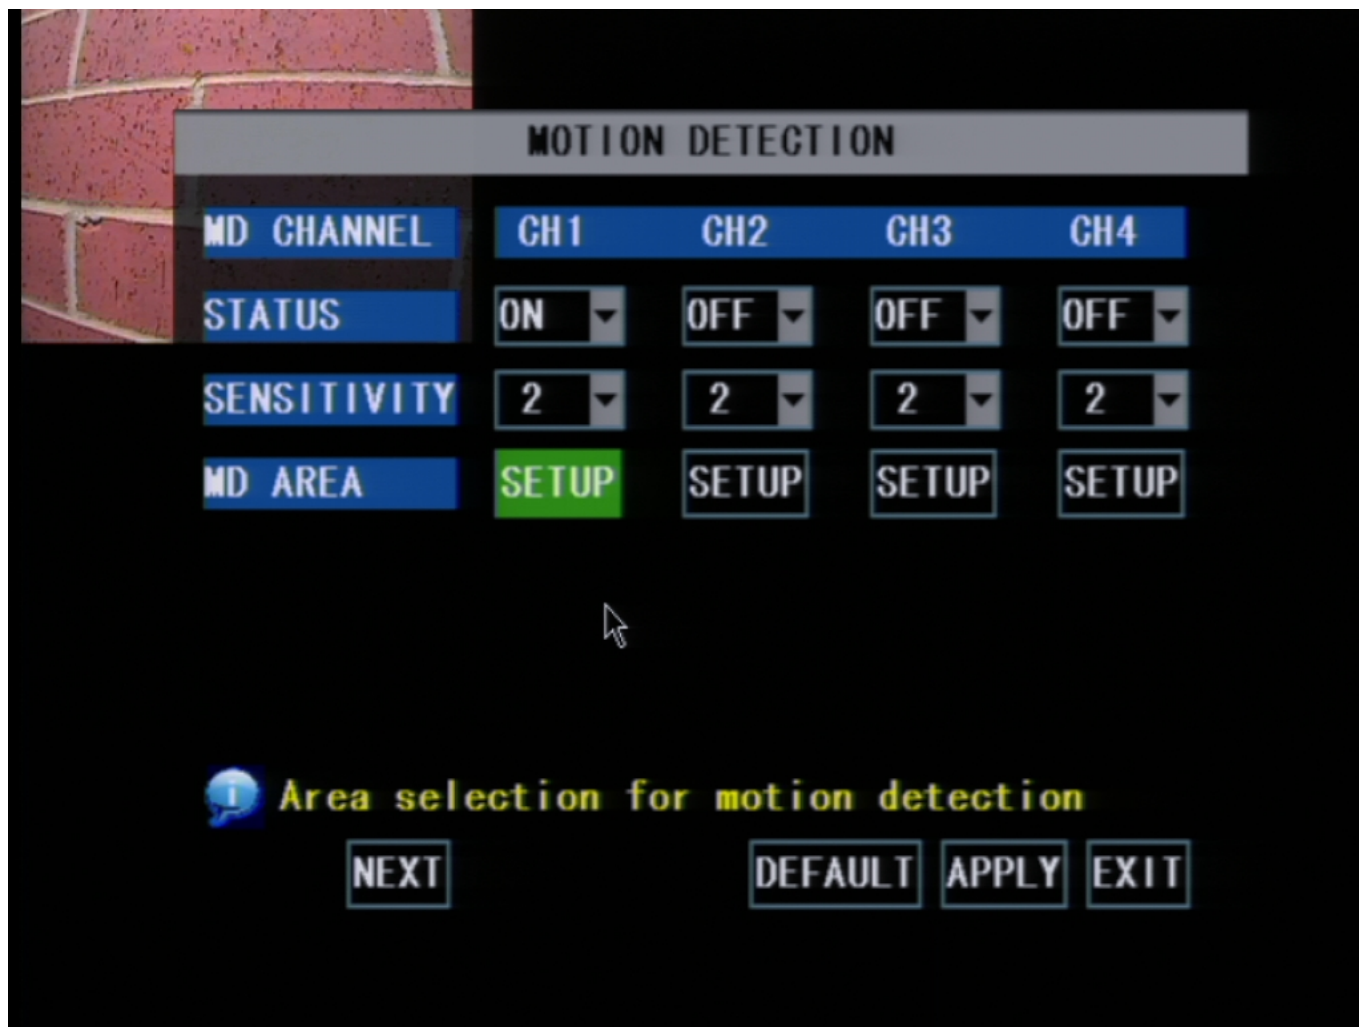 MOTION DETECTION
MD CHANNEL CH1 CH2 CH3 CH4
STATUS ON OFF OFF OFF
SENSITIVITY 2 2 2 2
MD AREA SETUP SETUP SETUP SETUP
i Area selection for motion detection
NEXT DEFAULT APPLY EXIT